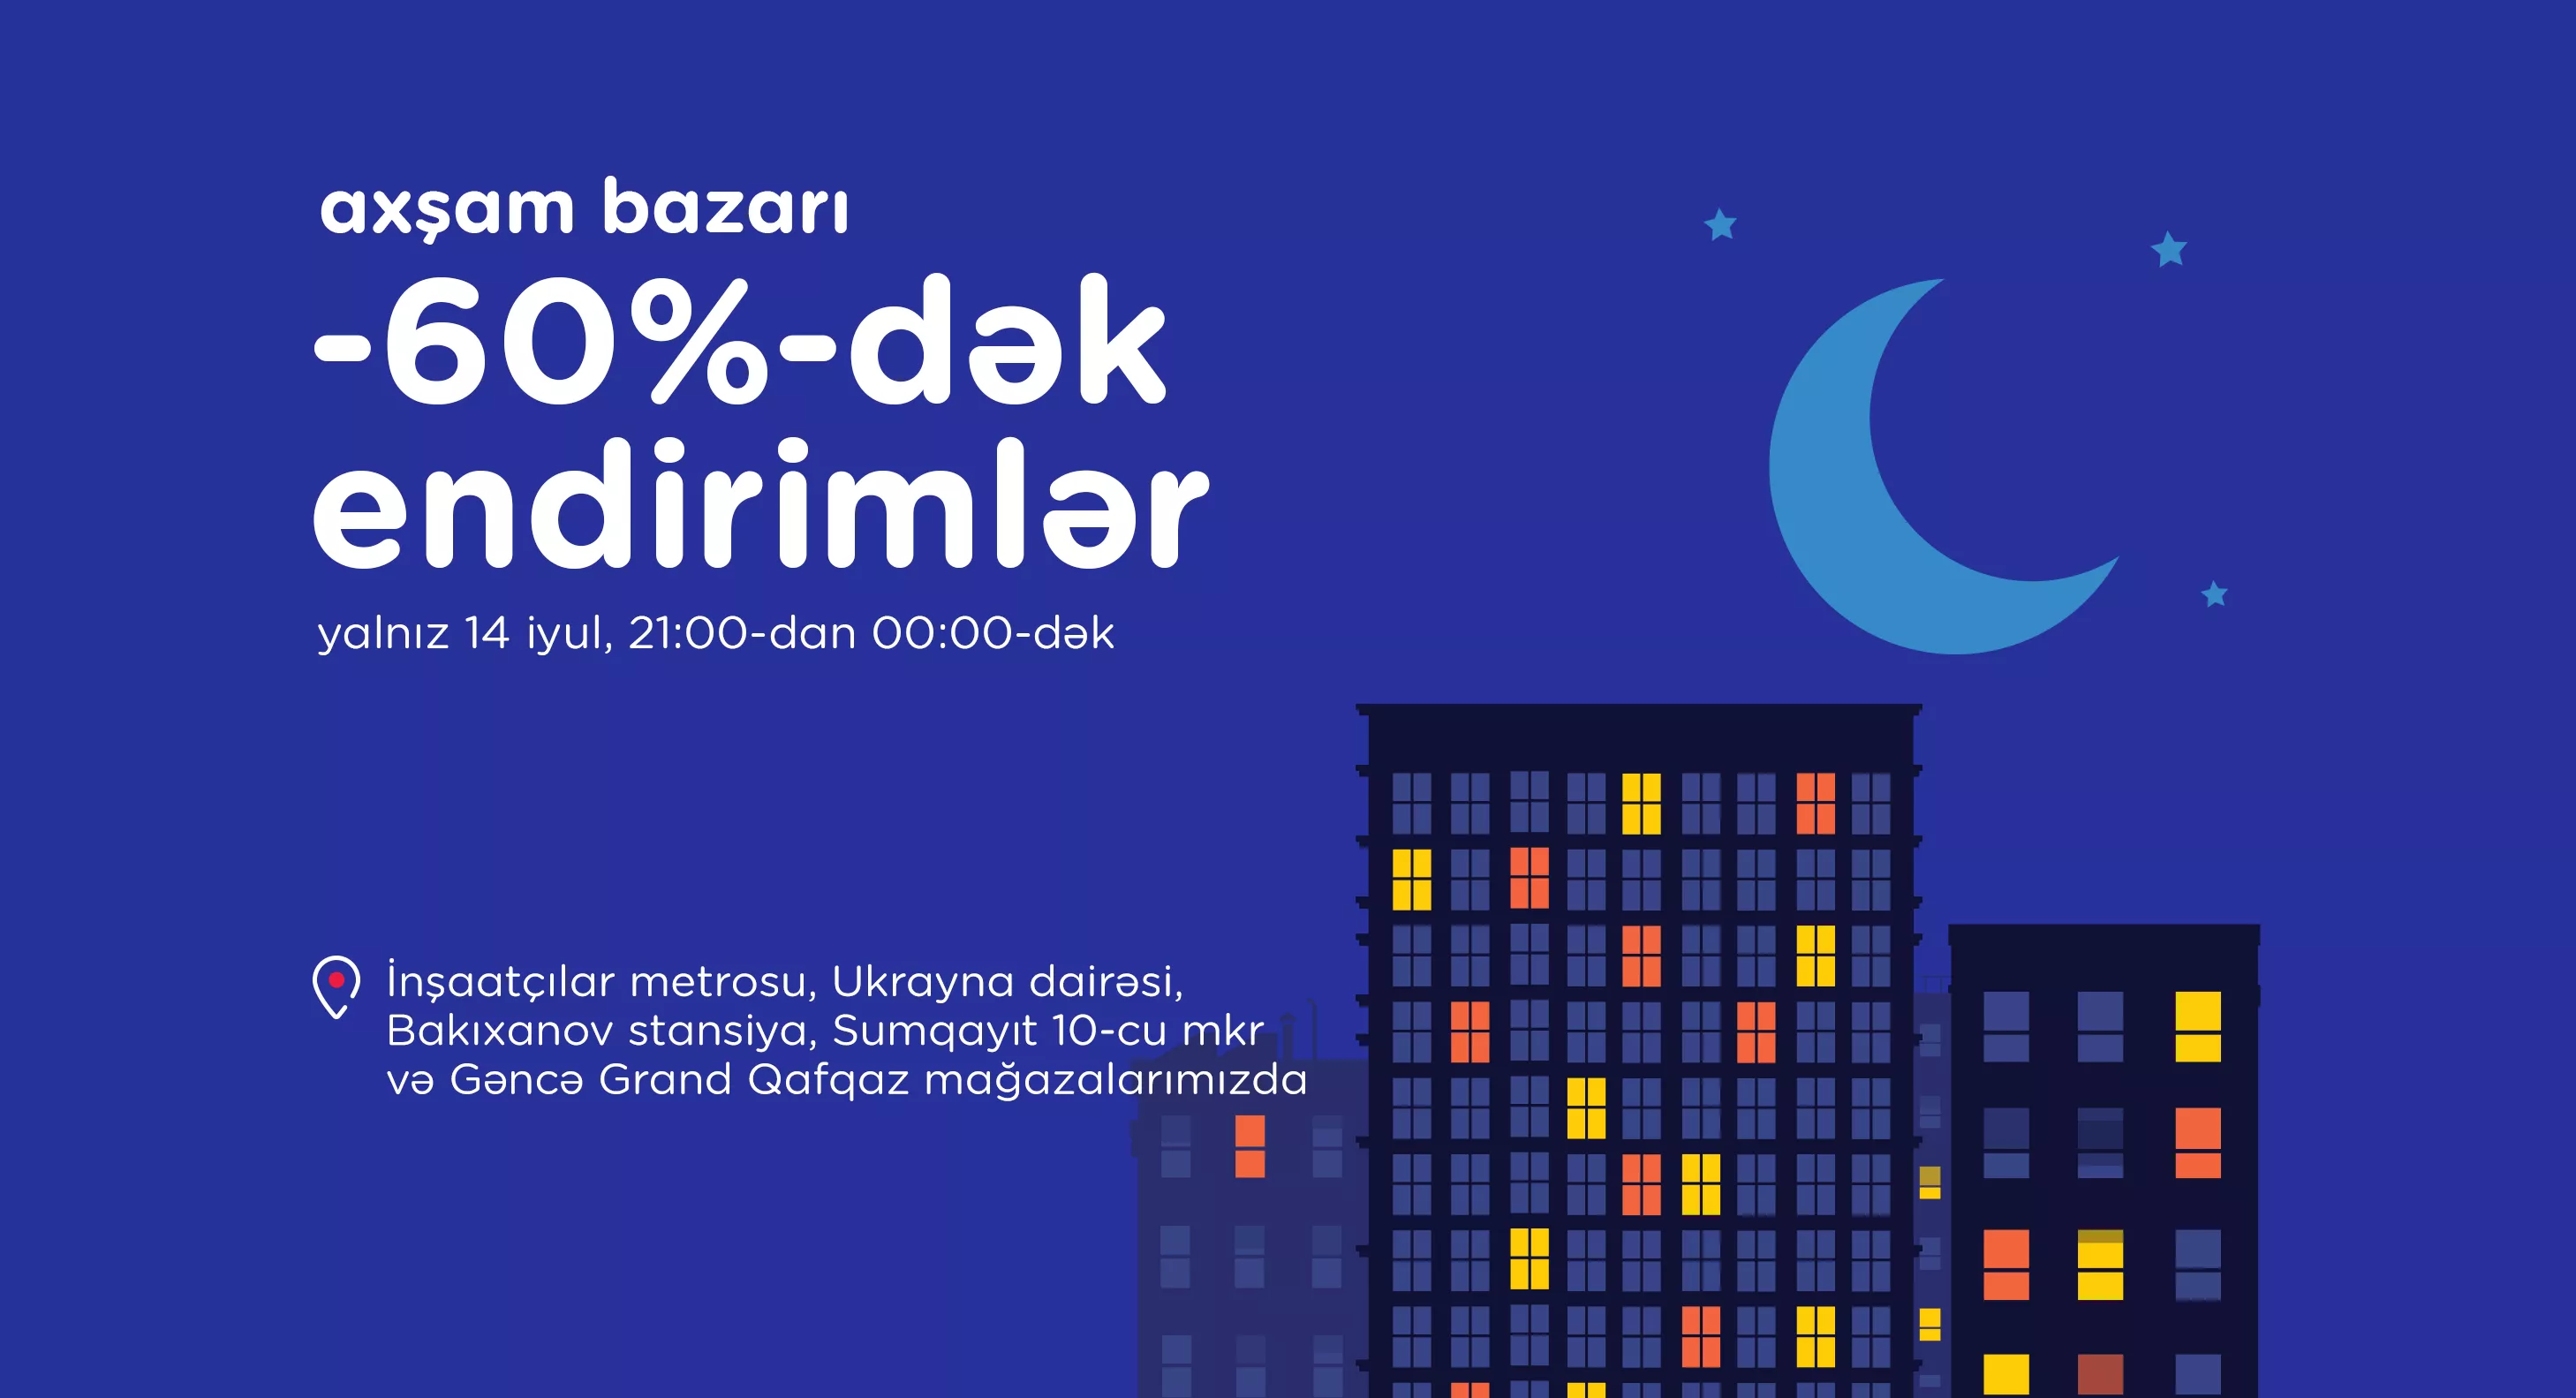 axşam bazarı
-60%-dək
endirimlər
yalnız 14 iyul, 21:00-dan 00:00-dək
İnşaatçılar metrosu, Ukrayna dairəsi,
Bakıxanov stansiya, Sumqayıt 10-cu mkr
və Gəncə Grand Qafqaz mağazalarımızda